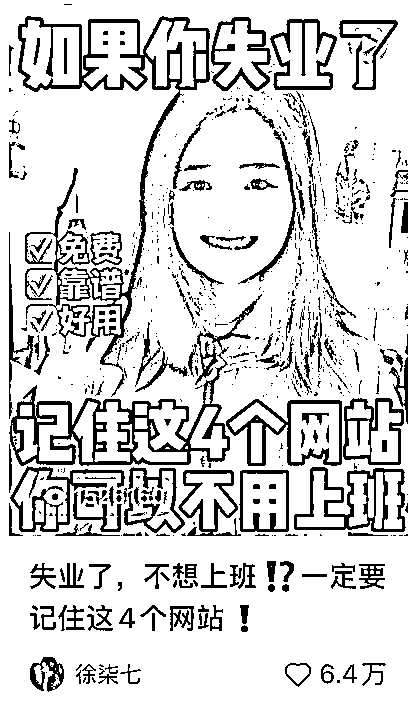 如果你失业了
免费
靠谱
好用
记住这4个网站
你可以不用上班
失业了，不想上班⁉️一定要
记住这4个网站❗
徐柒七
6.4万